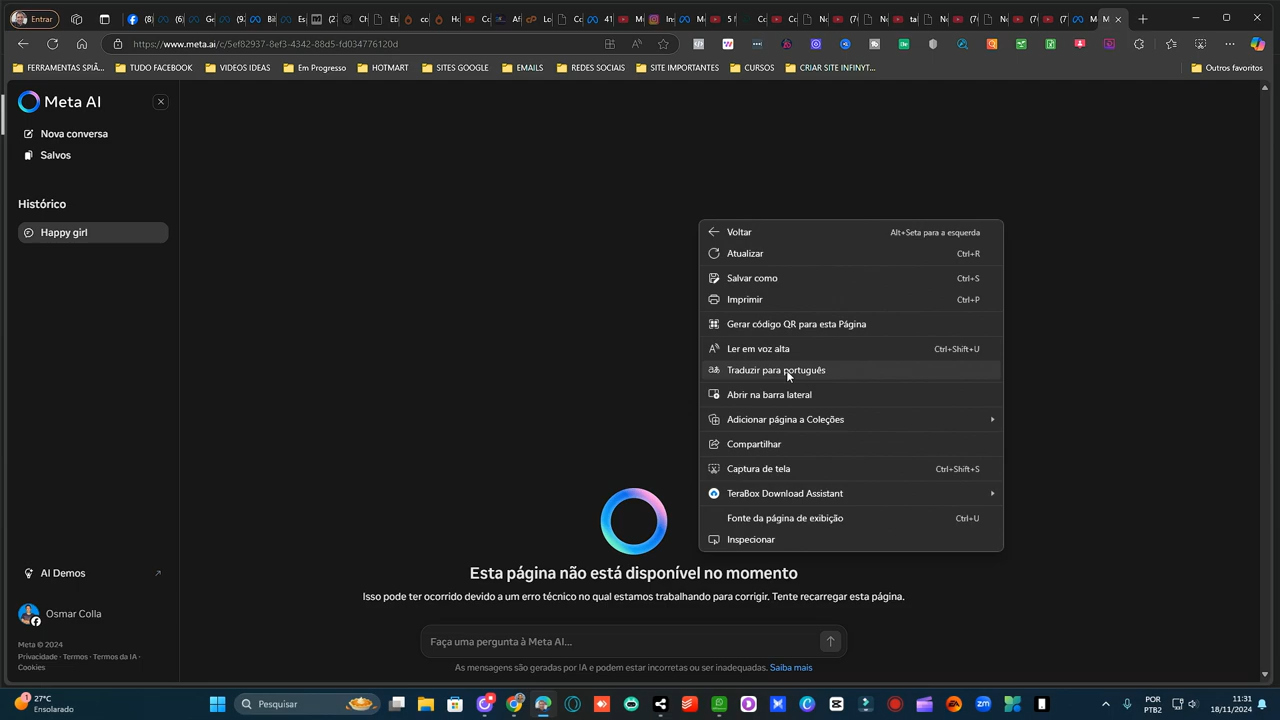 Entrar
https://www.meta.ai/c/5ef82937-8ef3-4342-88d5-fd034776120d
FERRAMENTAS SPIÃ...
TUDO FACEBOOK
VIDEOS IDEAS
Em Progresso
HOTMART
SITES GOOGLE
EMAILS
REDES SOCIAIS
SITE IMPORTANTES
CURSOS
CRIAR SITE INFINYT...
Outros favoritos
Meta AI
Nova conversa
Salvos
Histórico
Happy girl
Voltar Alt+Seta para a esquerda
Atualizar Ctrl+R
Salvar como Ctrl+S
Imprimir Ctrl+P
Gerar código QR para esta Página
Ler em voz alta Ctrl+Shift+U
Traduzir para português
Abrir na barra lateral
Adicionar página a Coleções
Compartilhar
Captura de tela Ctrl+Shift+S
TeraBox Download Assistant
Fonte da página de exibição Ctrl+U
Inspecionar
Esta página não está disponível no momento
Isso pode ter ocorrido devido a um erro técnico no qual estamos trabalhando para corrigir. Tente recarregar esta página.
Faça uma pergunta à Meta AI...
As mensagens são geradas por IA e podem estar incorretas ou ser inadequadas. Saiba mais
AI Demos
Osmar Colla
Meta © 2024
Privacidade · Termos · Termos da IA ·
Cookies
27°C
Ensolarado
Pesquisar
POR
PTB2
11:31
18/11/2024